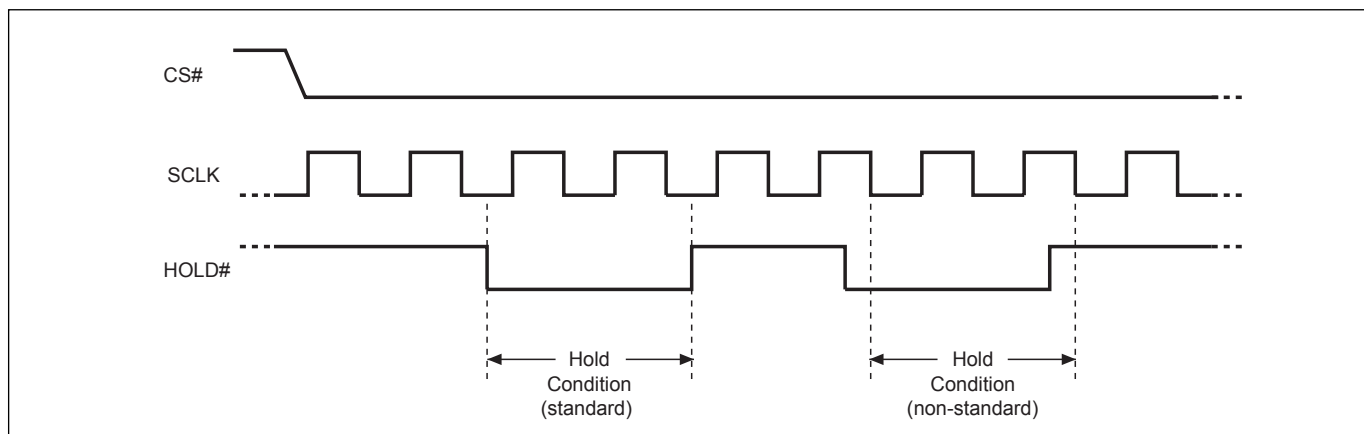 CS#
SCLK
HOLD#
Hold
Condition
(standard)
Hold
Condition
(non-standard)